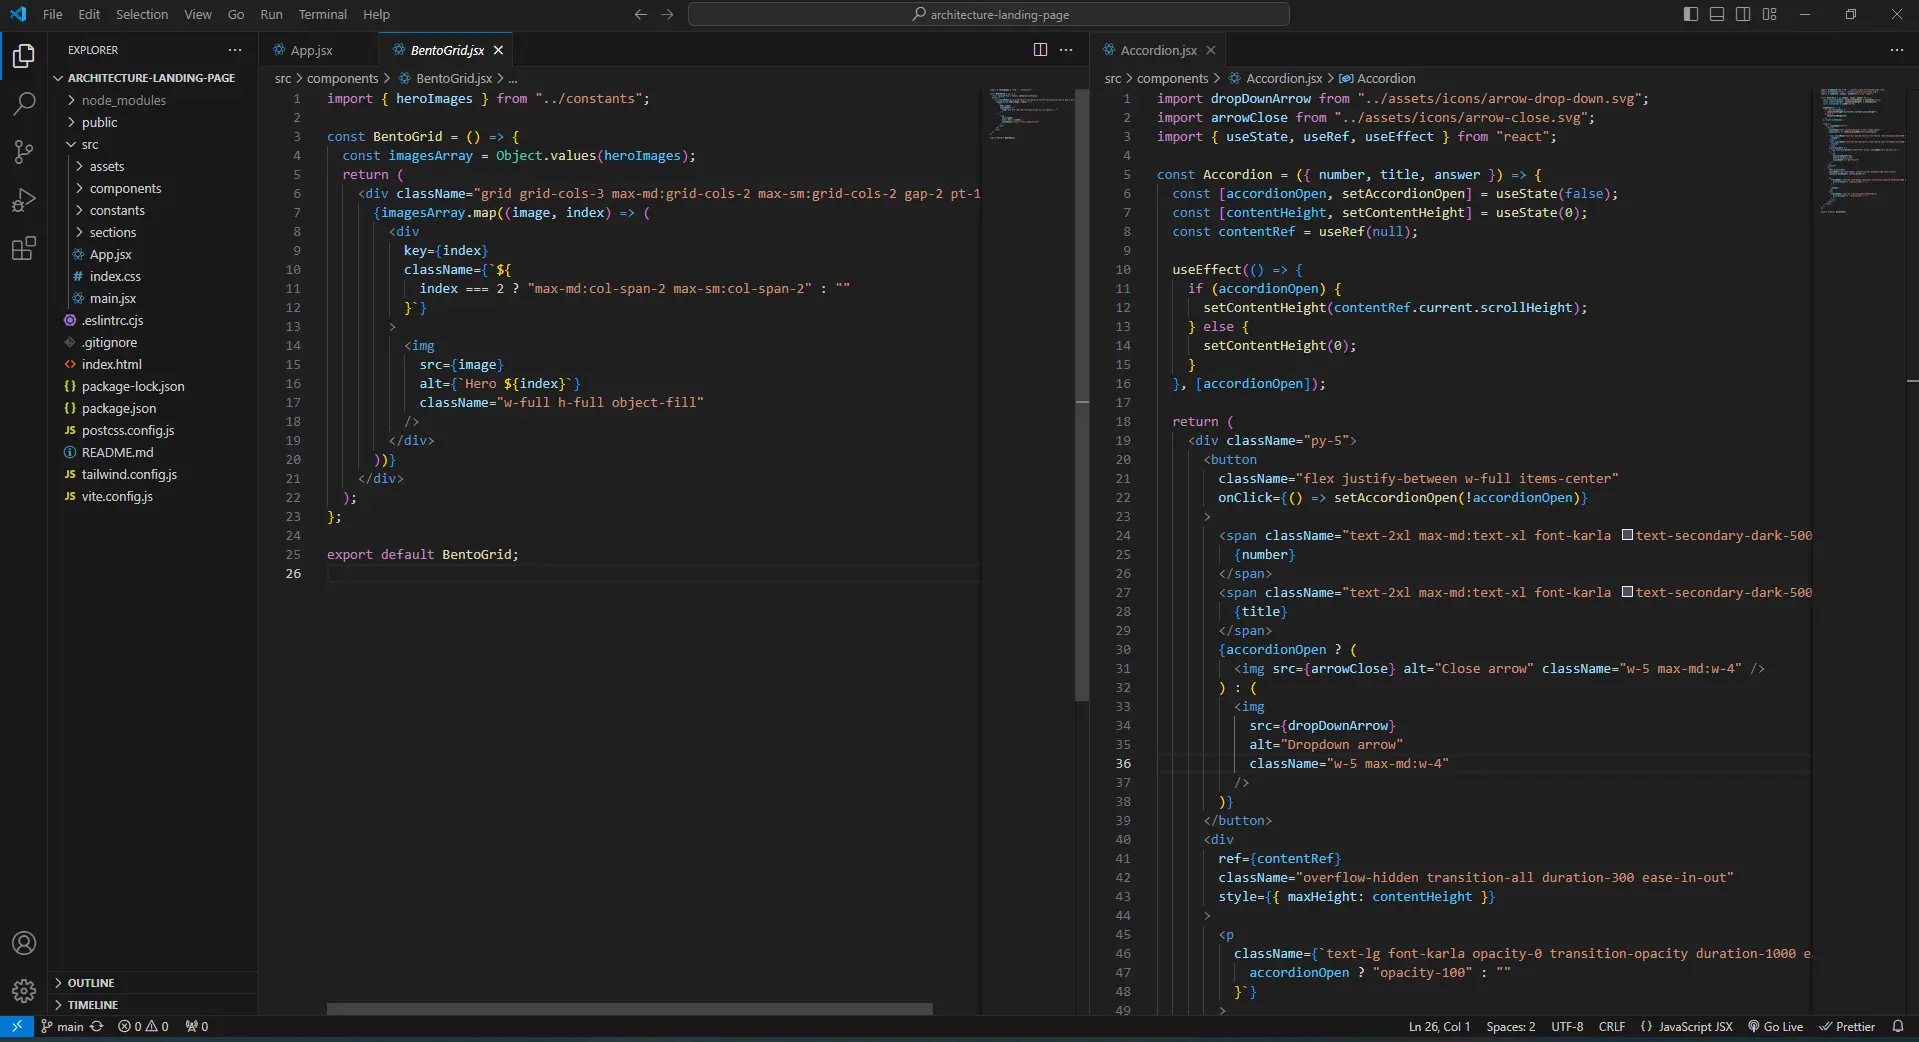 File Edit Selection View Go Run Terminal Help
architecture-landing-page
EXPLORER
ARCHITECTURE-LANDING-PAGE
node_modules
public
src
assets
components
constants
sections
App.jsx
# index.css
main.jsx
.eslintrc.cjs
.gitignore
<> index.html
{} package-lock.json
{} package.json
JS postcss.config.js
README.md
JS tailwind.config.js
JS vite.config.js
OUTLINE
TIMELINE
App.jsx
BentoGrid.jsx
src > components > BentoGrid.jsx > ...
1 import { heroImages } from "../constants";
2
3 const BentoGrid = () => {
4 const imagesArray = Object.values(heroImages);
5 return (
6 <div className="grid grid-cols-3 max-md:grid-cols-2 max-sm:grid-cols-2 gap-2 pt-1
7 {imagesArray.map((image, index) => (
8 <div
9 key={index}
10 className={`${
11 index === 2 ? "max-md:col-span-2 max-sm:col-span-2" : ""
12 }`}
13 >
14 <img
15 src={image}
16 alt={`Hero ${index}`}
17 className="w-full h-full object-fill"
18 />
19 </div>
20 ))}
21 </div>
22 );
23 };
24
25 export default BentoGrid;
26
Accordion.jsx
src > components > Accordion.jsx > Accordion
1 import dropDownArrow from "../assets/icons/arrow-drop-down.svg";
2 import arrowClose from "../assets/icons/arrow-close.svg";
3 import { useState, useRef, useEffect } from "react";
4
5 const Accordion = ({ number, title, answer }) => {
6 const [accordionOpen, setAccordionOpen] = useState(false);
7 const [contentHeight, setContentHeight] = useState(0);
8 const contentRef = useRef(null);
9
10 useEffect(() => {
11 if (accordionOpen) {
12 setContentHeight(contentRef.current.scrollHeight);
13 } else {
14 setContentHeight(0);
15 }
16 }, [accordionOpen]);
17
18 return (
19 <div className="py-5">
20 <button
21 className="flex justify-between w-full items-center"
22 onClick={() => setAccordionOpen(!accordionOpen)}
23 >
24 <span className="text-2xl max-md:text-xl font-karla text-secondary-dark-500
25 {number}
26 </span>
27 <span className="text-2xl max-md:text-xl font-karla text-secondary-dark-500
28 {title}
29 </span>
30 {accordionOpen ? (
31 <img src={arrowClose} alt="Close arrow" className="w-5 max-md:w-4" />
32 ) : (
33 <img
34 src={dropDownArrow}
35 alt="Dropdown arrow"
36 className="w-5 max-md:w-4"
37 />
38 )}
39 </button>
40 <div
41 ref={contentRef}
42 className="overflow-hidden transition-all duration-300 ease-in-out"
43 style={{ maxHeight: contentHeight }}
44 >
45 <p
46 className={`text-lg font-karla opacity-0 transition-opacity duration-1000 e
47 accordionOpen ? "opacity-100" : ""
48 }`}
49 >
main 0 0 0
Ln 26, Col 1 Spaces: 2 UTF-8 CRLF {} JavaScript JSX Go Live Prettier